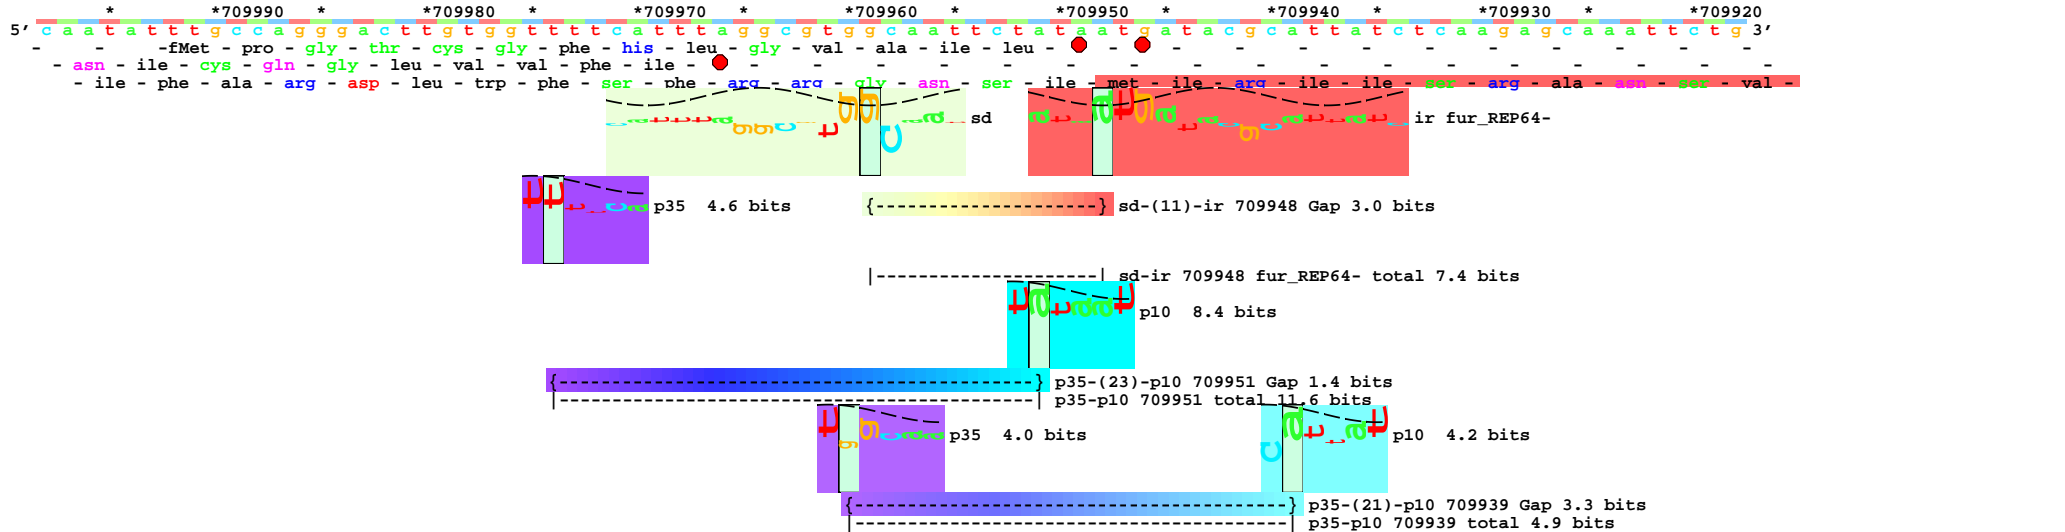 * *709990 * *709980 * *709970 * *709960 * *709950 * *709940 * *709930 * *709920
5' c a a t a t t t g c c a g g g a c t t g t g g t t t t c a t t t a g g c g t g g c a a t t c t a t a a t g a t a c g c a t t a t c t c a a g a g c a a a t t c t g 3'
- - -fMet - pro - gly - thr - cys - gly - phe - his - leu - gly - val - ala - ile - leu - - - - - - - - - - -
- asn - ile - cys - gln - gly - leu - val - val - phe - ile - - - - - - - - - - - - - - - - -
- ile - phe - ala - arg - asp - leu - trp - phe - ser - phe - arg - arg - gly - asn - ser - ile - met - ile - arg - ile - ile - ser - arg - ala - asn - ser - val -
c a t t t a g g c g t g g c a a t sd
a t a a t g a t a c g c a t t a t c ir fur_REP64-
t t t t c a p35 4.6 bits
{----------------------} sd-(11)-ir 709948 Gap 3.0 bits
|----------------------| sd-ir 709948 fur_REP64- total 7.4 bits
t a t a a t p10 8.4 bits
{---------------------------------------------} p35-(23)-p10 709951 Gap 1.4 bits
|---------------------------------------------| p35-p10 709951 total 11.6 bits
t g g c a a p35 4.0 bits
c a t t a t p10 4.2 bits
{-----------------------------------------} p35-(21)-p10 709939 Gap 3.3 bits
|-----------------------------------------| p35-p10 709939 total 4.9 bits